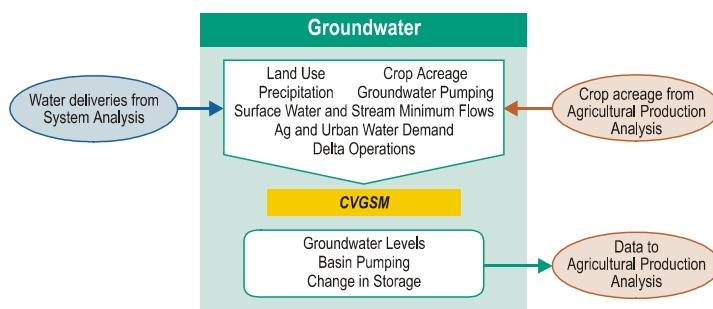 Groundwater
Land Use Crop Acreage
Precipitation Groundwater Pumping
Surface Water and Stream Minimum Flows
Ag and Urban Water Demand
Delta Operations
Water deliveries from
System Analysis
Crop acreage from
Agricultural Production
Analysis
CVGSM
Groundwater Levels
Basin Pumping
Change in Storage
Data to
Agricultural Production
Analysis